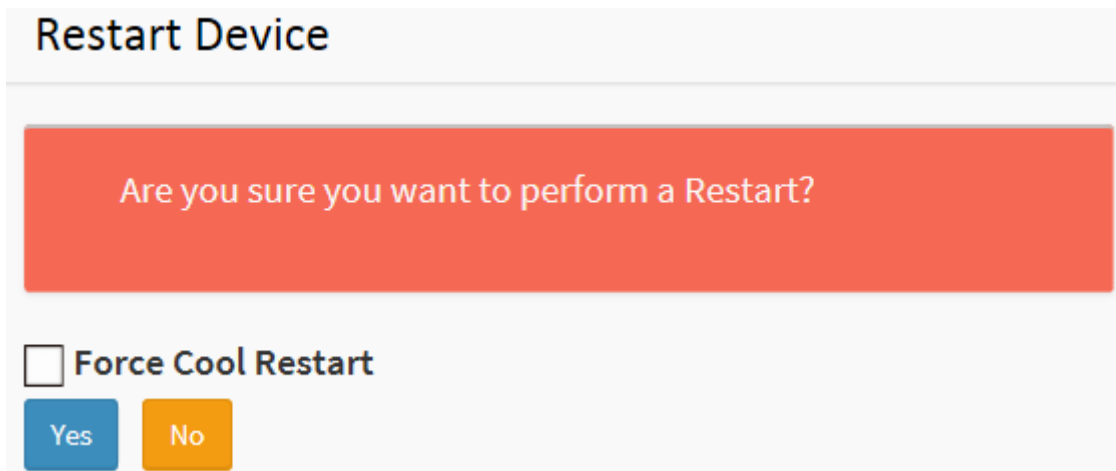 Restart Device
Are you sure you want to perform a Restart?
Force Cool Restart
Yes No